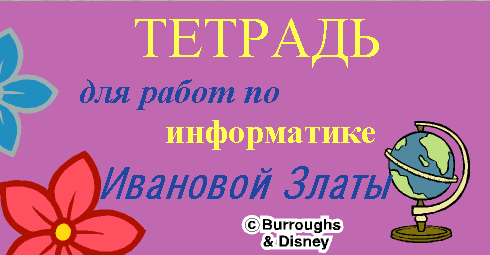 ТЕТРАДЬ
для работ по
информатике
Ивановой Златы
© Burroughs
& Disney